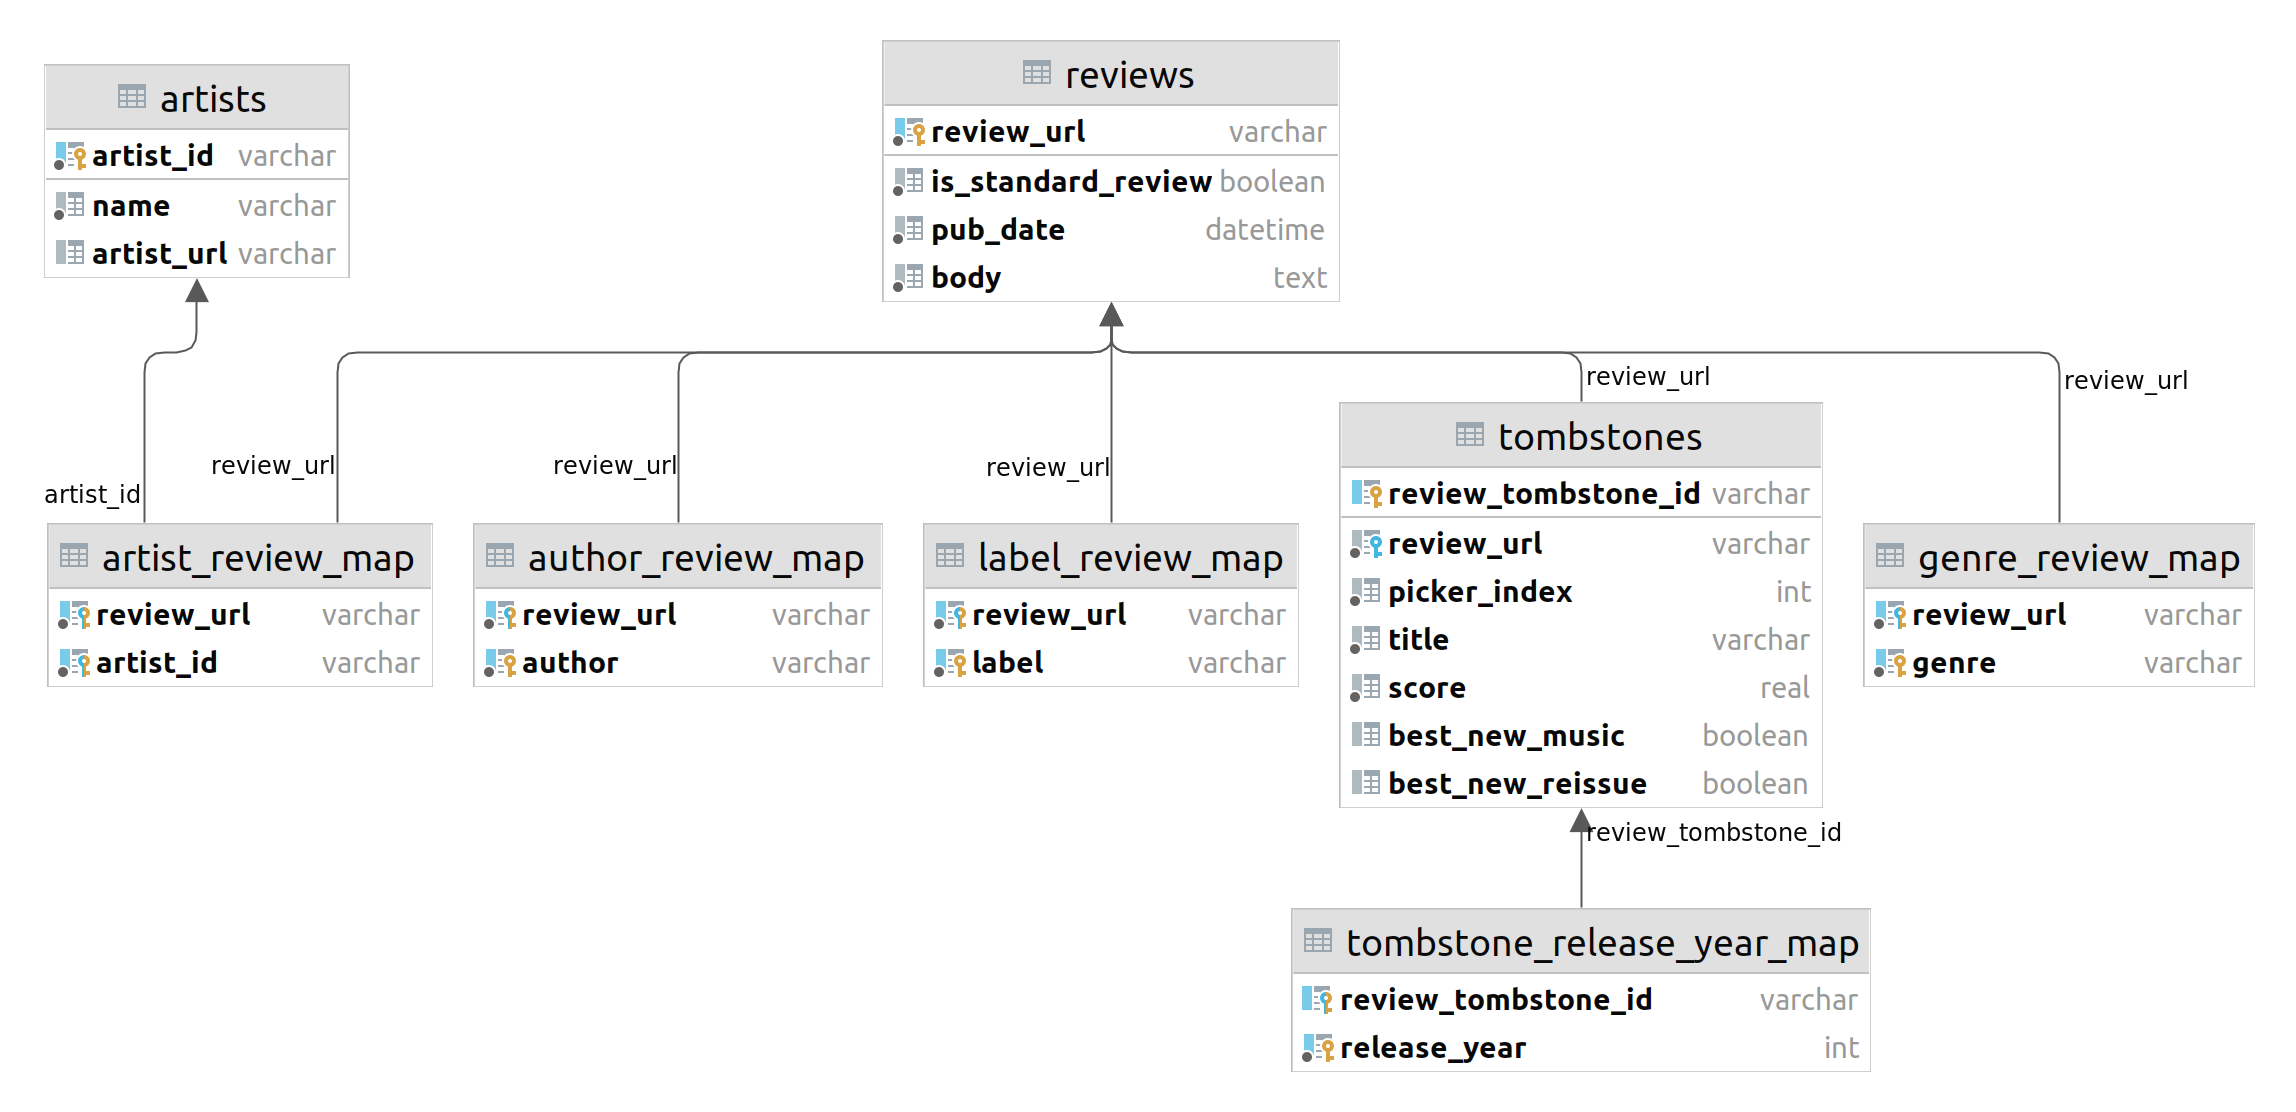 artists
artist_id varchar
name varchar
artist_url varchar
reviews
review_url varchar
is_standard_review boolean
pub_date datetime
body text
artist_id
review_url
review_url
review_url
review_url
review_url
artist_review_map
review_url varchar
artist_id varchar
author_review_map
review_url varchar
author varchar
label_review_map
review_url varchar
label varchar
tombstones
review_tombstone_id varchar
review_url varchar
picker_index int
title varchar
score real
best_new_music boolean
best_new_reissue boolean
genre_review_map
review_url varchar
genre varchar
review_tombstone_id
tombstone_release_year_map
review_tombstone_id varchar
release_year int